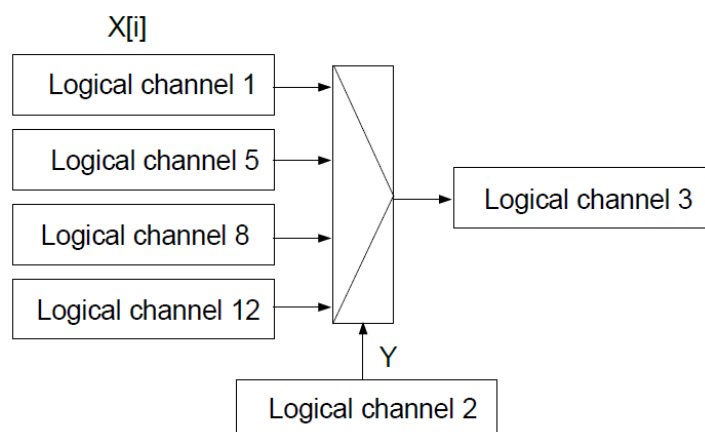 X[i]
Logical channel 1
Logical channel 5
Logical channel 3
Logical channel 8
Logical channel 12
Y
Logical channel 2